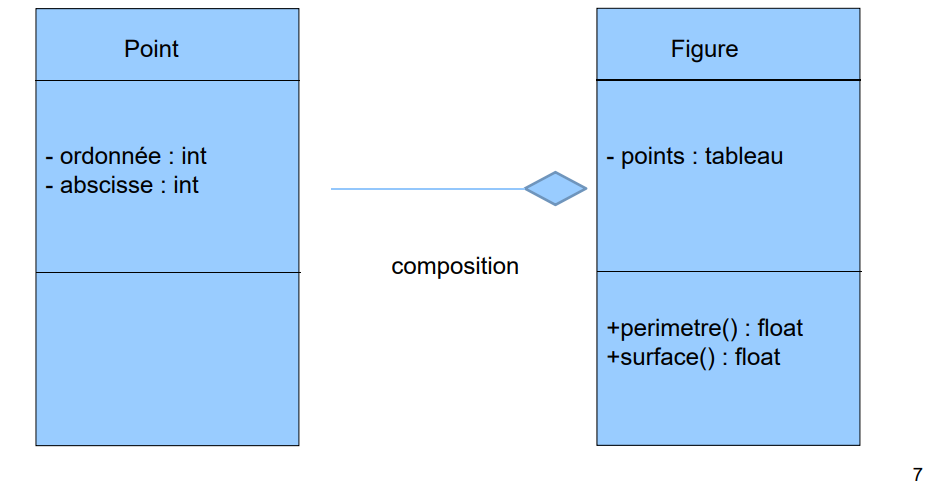 Point
- ordonnée : int
- abscisse : int
composition
Figure
- points : tableau
+perimetre() : float
+surface() : float
7